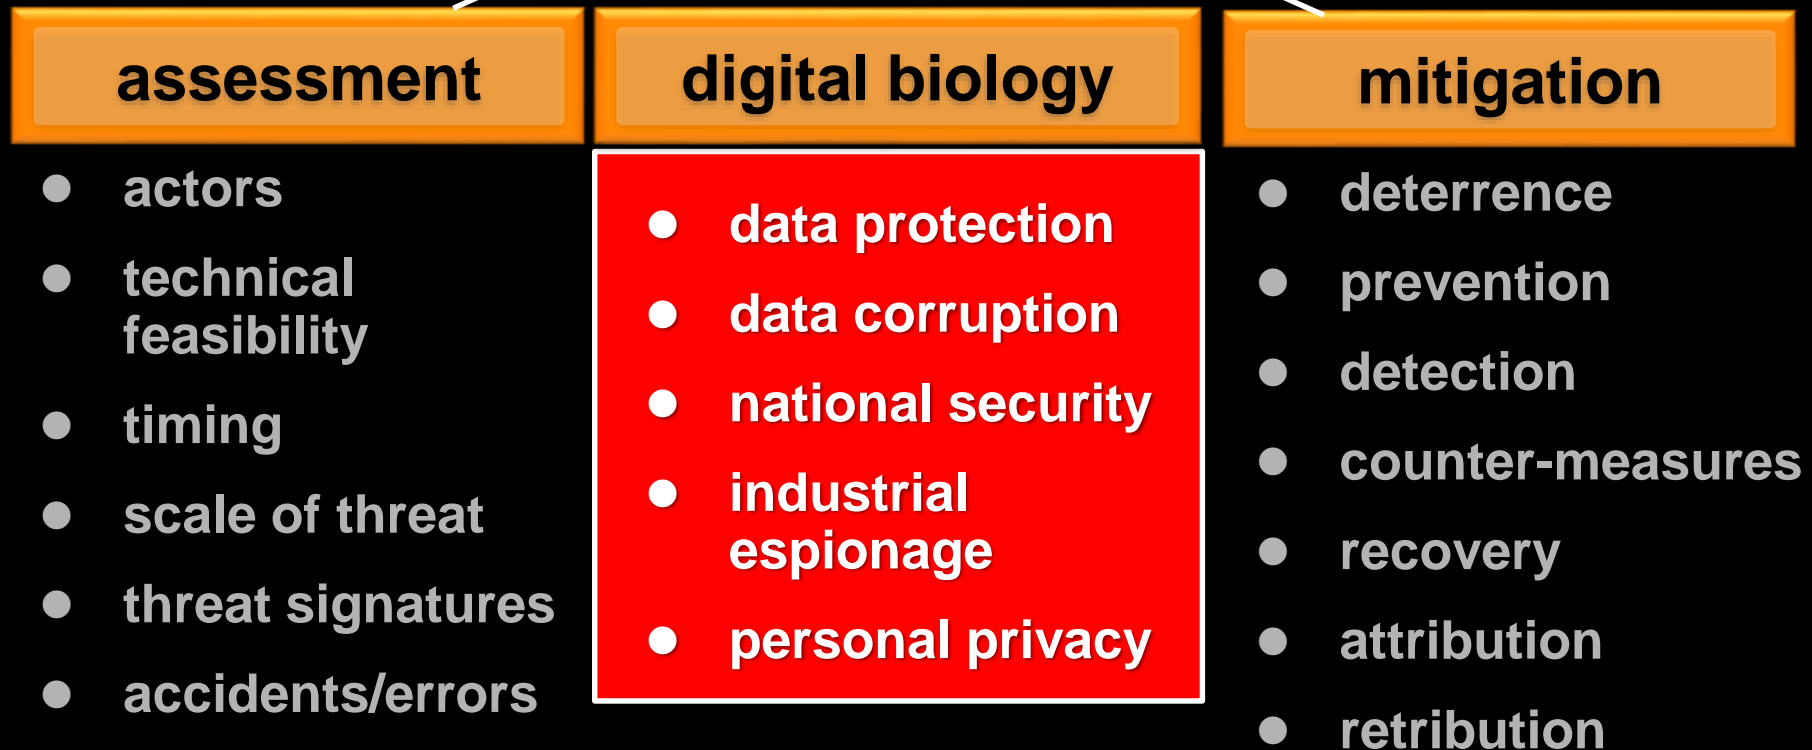 assessment
● actors
● technical
feasibility
● timing
● scale of threat
● threat signatures
● accidents/errors
digital biology
● data protection
● data corruption
● national security
● industrial
espionage
● personal privacy
mitigation
● deterrence
● prevention
● detection
● counter-measures
● recovery
● attribution
● retribution